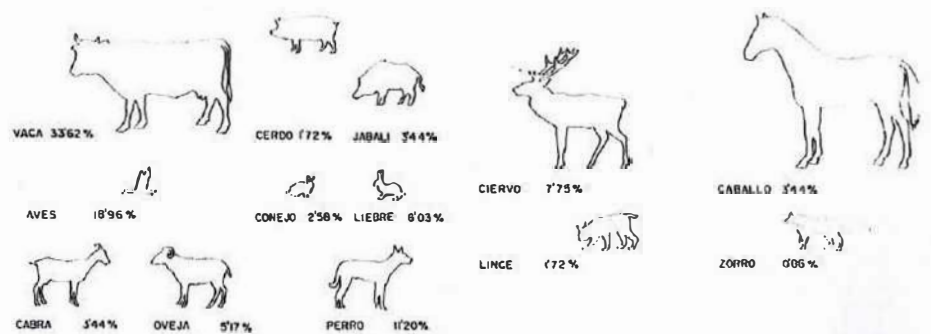 VACA 33'62%
CERDO 1'72%
JABALI 3'44%
CIERVO 7'75%
CABALLO 3'44%
AVES 18'96%
CONEJO 2'58%
LIEBRE 6'03%
LINCE 1'72%
ZORRO 0'86%
CABRA 3'44%
OVEJA 5'17%
PERRO 11'20%